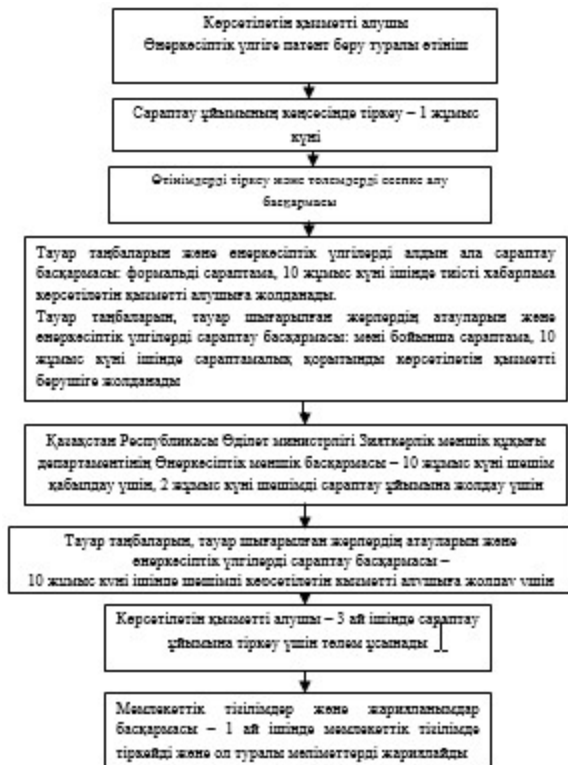 Көрсетілетін қызметті алушы
Өнеркәсіптік үлгіге патент беру туралы өтініш
Сараптау ұйымының кеңсесінде тіркеу – 1 жұмыс
күні
Өтінімдерді тіркеу және төлемдерді есепке алу
басқармасы
Тауар таңбаларын және өнеркәсіптік үлгілерді алдын ала сараптау
басқармасы: формальді сараптама, 10 жұмыс күні ішінде тиісті хабарлама
көрсетілетін қызметті алушыға жолданады.
Тауар таңбаларын, тауар шығарылған жерлердің атауларын және
өнеркәсіптік үлгілерді сараптау басқармасы: мәні бойынша сараптама, 10
жұмыс күні ішінде сараптамалық қорытынды көрсетілетін қызметті
берушіге жолданады
Қазақстан Республикасы Әділет министрлігі Зияткерлік меншік құқығы
департаментінің Өнеркәсіптік меншік басқармасы – 10 жұмыс күні шешім
қабылдау үшін, 2 жұмыс күні шешімді сараптау ұйымына жолдау үшін
Тауар таңбаларын, тауар шығарылған жерлердің атауларын және
өнеркәсіптік үлгілерді сараптау басқармасы –
10 жұмыс күні ішінде шешімді көрсетілетін қызметті алушыға жолдау үшін
Көрсетілетін қызметті алушы – 3 ай ішінде сараптау
ұйымына тіркеу үшін төлем ұсынады
Мемлекеттік тізілімдер және жарияланымдар
басқармасы – 1 ай ішінде мемлекеттік тізілімде
тіркейді және ол туралы мәліметтерді жариялайды